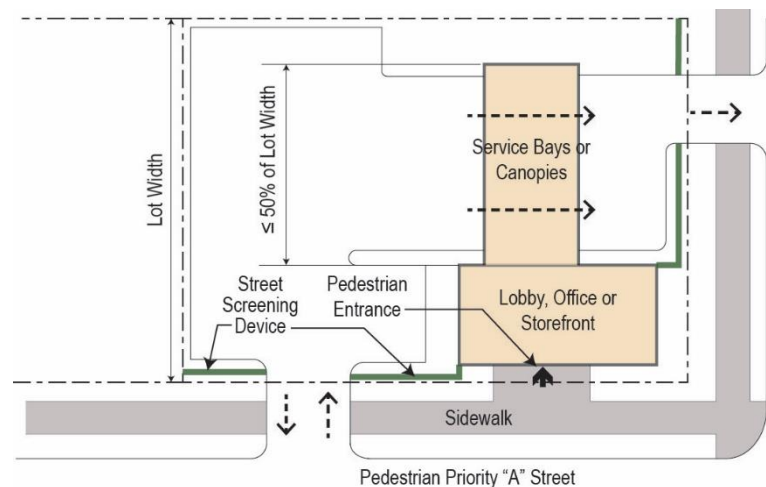 Lot Width
≤ 50% of Lot Width
Service Bays or
Canopies
Street
Screening
Device
Pedestrian
Entrance
Lobby, Office or
Storefront
Sidewalk
Pedestrian Priority “A” Street